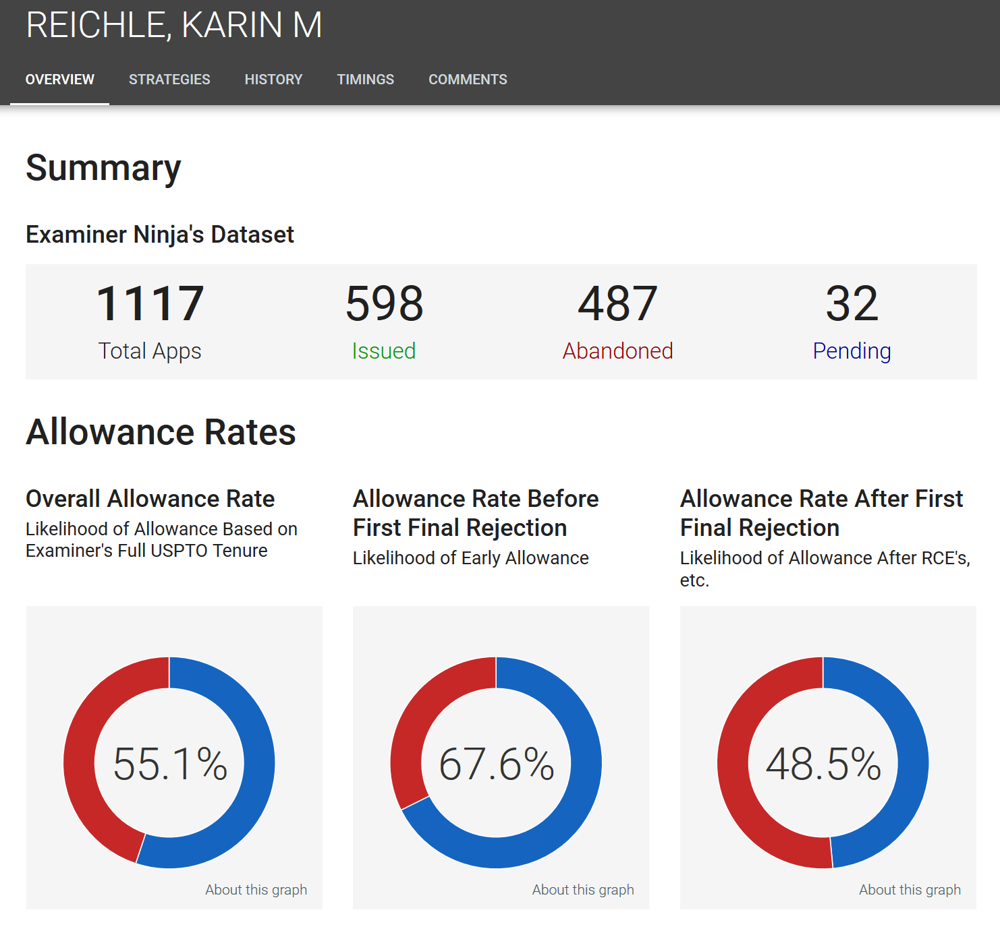 REICHLE, KARIN M
OVERVIEW STRATEGIES HISTORY TIMINGS COMMENTS
Summary
Examiner Ninja's Dataset
1117 598 487 32
Total Apps Issued Abandoned Pending
Allowance Rates
Overall Allowance Rate
Likelihood of Allowance Based on
Examiner's Full USPTO Tenure
Allowance Rate Before
First Final Rejection
Likelihood of Early Allowance
Allowance Rate After First
Final Rejection
Likelihood of Allowance After RCE's,
etc.
55.1%
About this graph
67.6%
About this graph
48.5%
About this graph